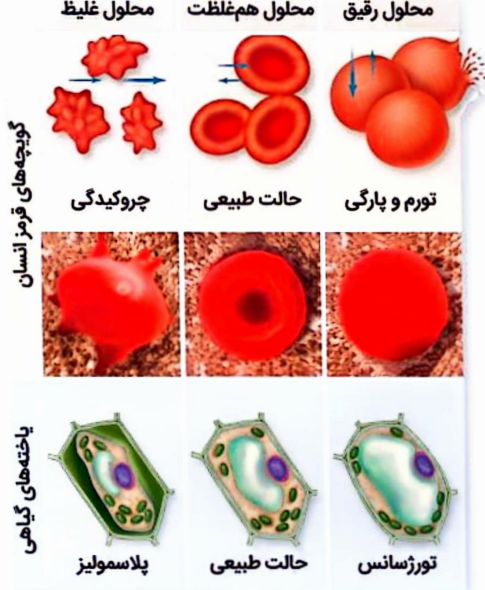 محلول رقیق
محلول هم‌غلظت
محلول غلیظ
گویچه‌های قرمز انسان
تورم و پارگی
حالت طبیعی
چروکیدگی
یاخته‌های گیاهی
تورژسانس
حالت طبیعی
پلاسمولیز